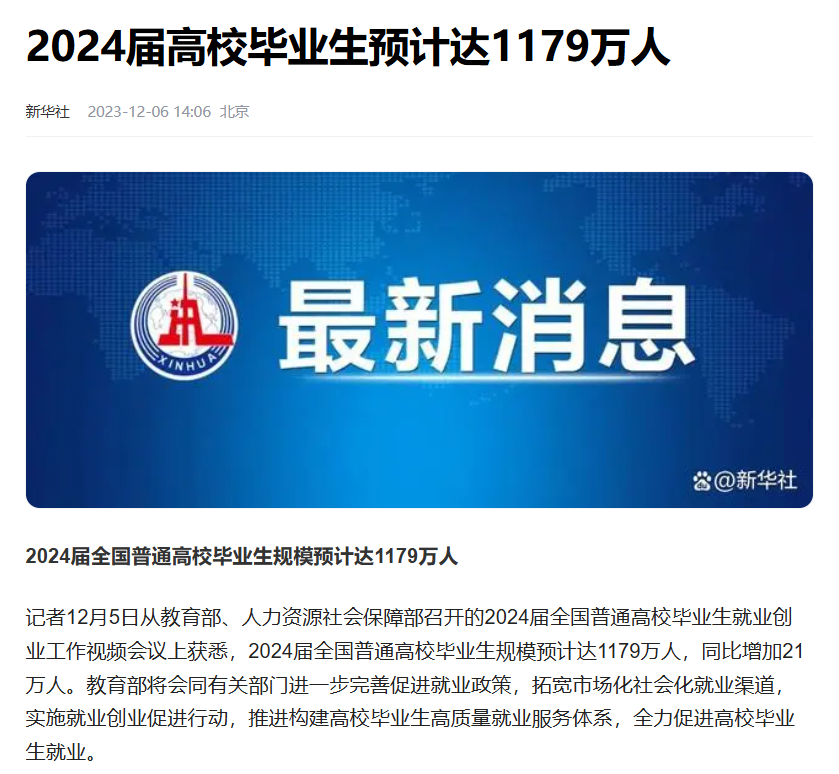 2024届高校毕业生预计达1179万人
新华社 2023-12-06 14:06 北京
讯
XINHUA
最新消息
du @新华社
2024届全国普通高校毕业生规模预计达1179万人
记者12月5日从教育部、人力资源社会保障部召开的2024届全国普通高校毕业生就业创
业工作视频会议上获悉，2024届全国普通高校毕业生规模预计达1179万人，同比增加21
万人。教育部将会同有关部门进一步完善促进就业政策，拓宽市场化社会化就业渠道，
实施就业创业促进行动，推进构建高校毕业生高质量就业服务体系，全力促进高校毕业
生就业。